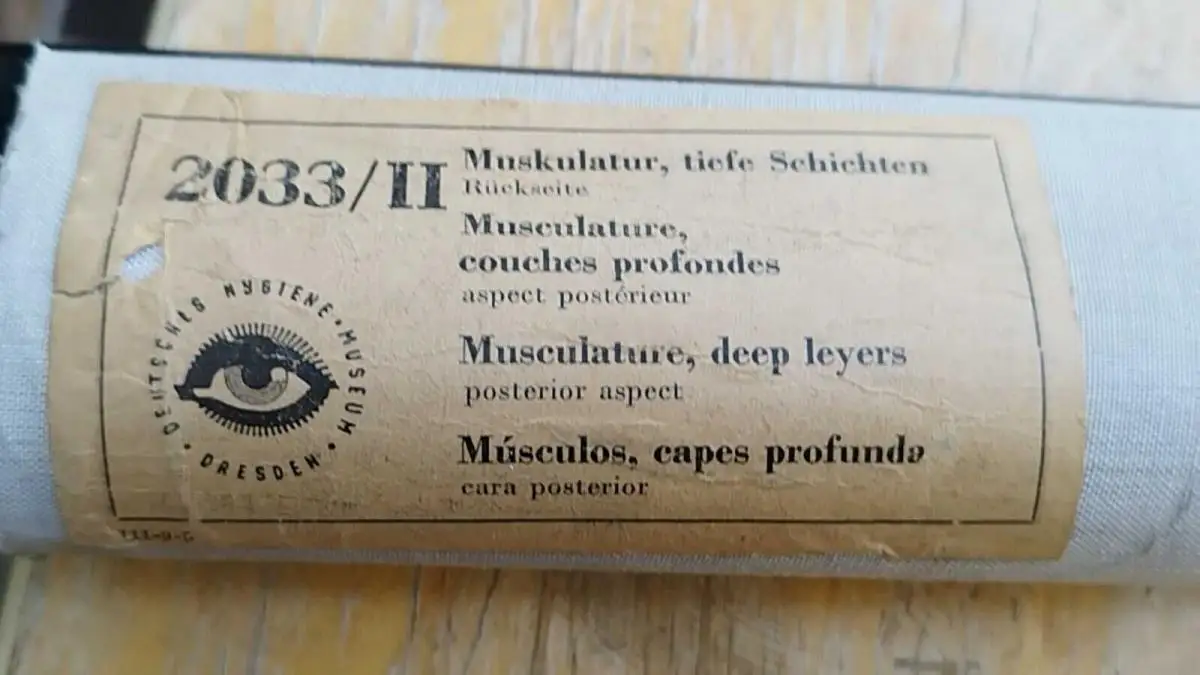 2033/II
Muskulatur, tiefe Schichten
Rückseite
Musculature,
couches profondes
aspect postérieur
Musculature, deep leyers
posterior aspect
Músculos, capes profunda
cara posterior
DEUTSCHES HYGIENE · MUSEUM · DRESDEN ·